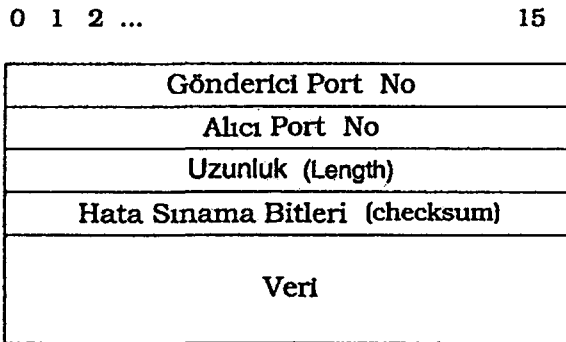 0 1 2 ... 15
Gönderici Port No
Alıcı Port No
Uzunluk (Length)
Hata Sınama Bitleri (checksum)
Veri